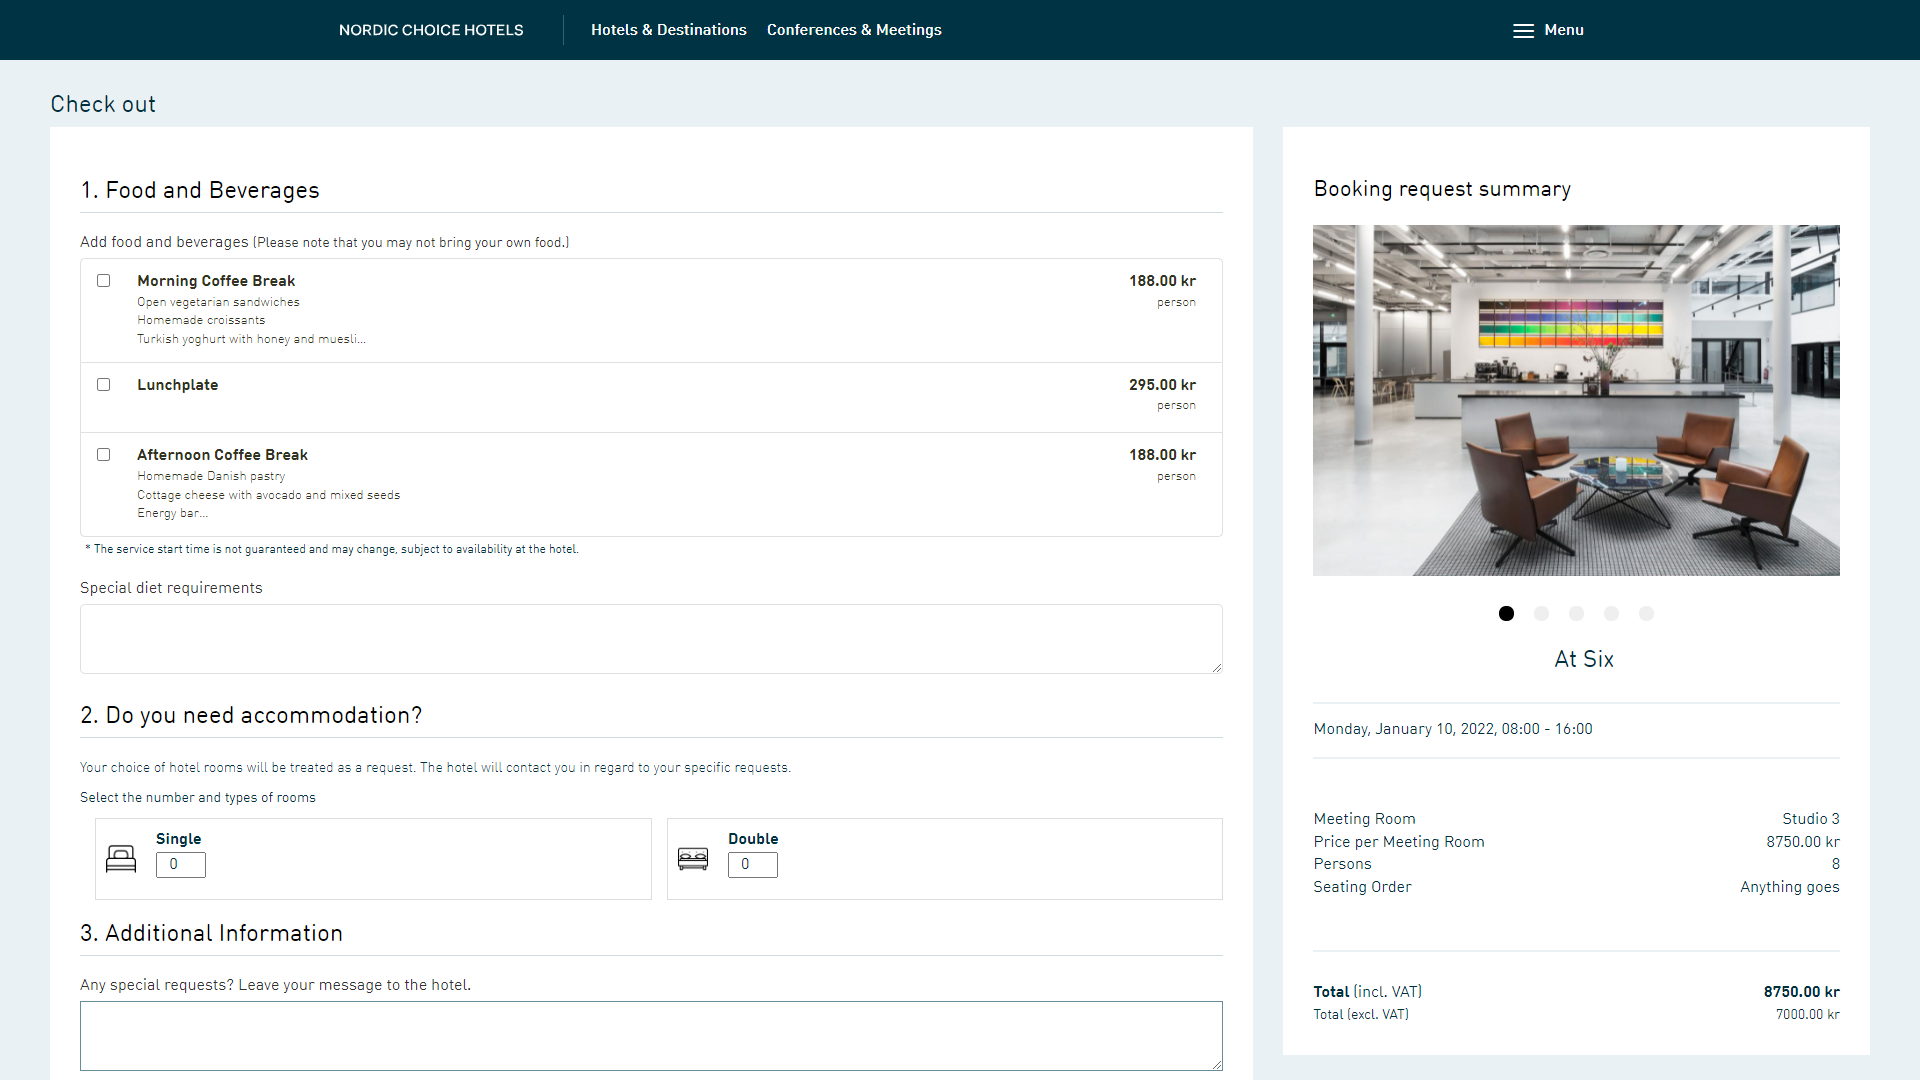 NORDIC CHOICE HOTELS
Hotels & Destinations
Conferences & Meetings
Menu
Check out
1. Food and Beverages
Add food and beverages (Please note that you may not bring your own food.)
Morning Coffee Break
188.00 kr
Open vegetarian sandwiches
person
Homemade croissants
Turkish yoghurt with honey and muesli...
Lunchplate
295.00 kr
person
Afternoon Coffee Break
188.00 kr
Homemade Danish pastry
person
Cottage cheese with avocado and mixed seeds
Energy bar...
* The service start time is not guaranteed and may change, subject to availability at the hotel.
Special diet requirements
2. Do you need accommodation?
Your choice of hotel rooms will be treated as a request. The hotel will contact you in regard to your specific requests.
Select the number and types of rooms
Single
0
Double
0
3. Additional Information
Any special requests? Leave your message to the hotel.
Booking request summary
At Six
Monday, January 10, 2022, 08:00 - 16:00
Meeting Room
Studio 3
Price per Meeting Room
8750.00 kr
Persons
8
Seating Order
Anything goes
Total (incl. VAT)
8750.00 kr
Total (excl. VAT)
7000.00 kr